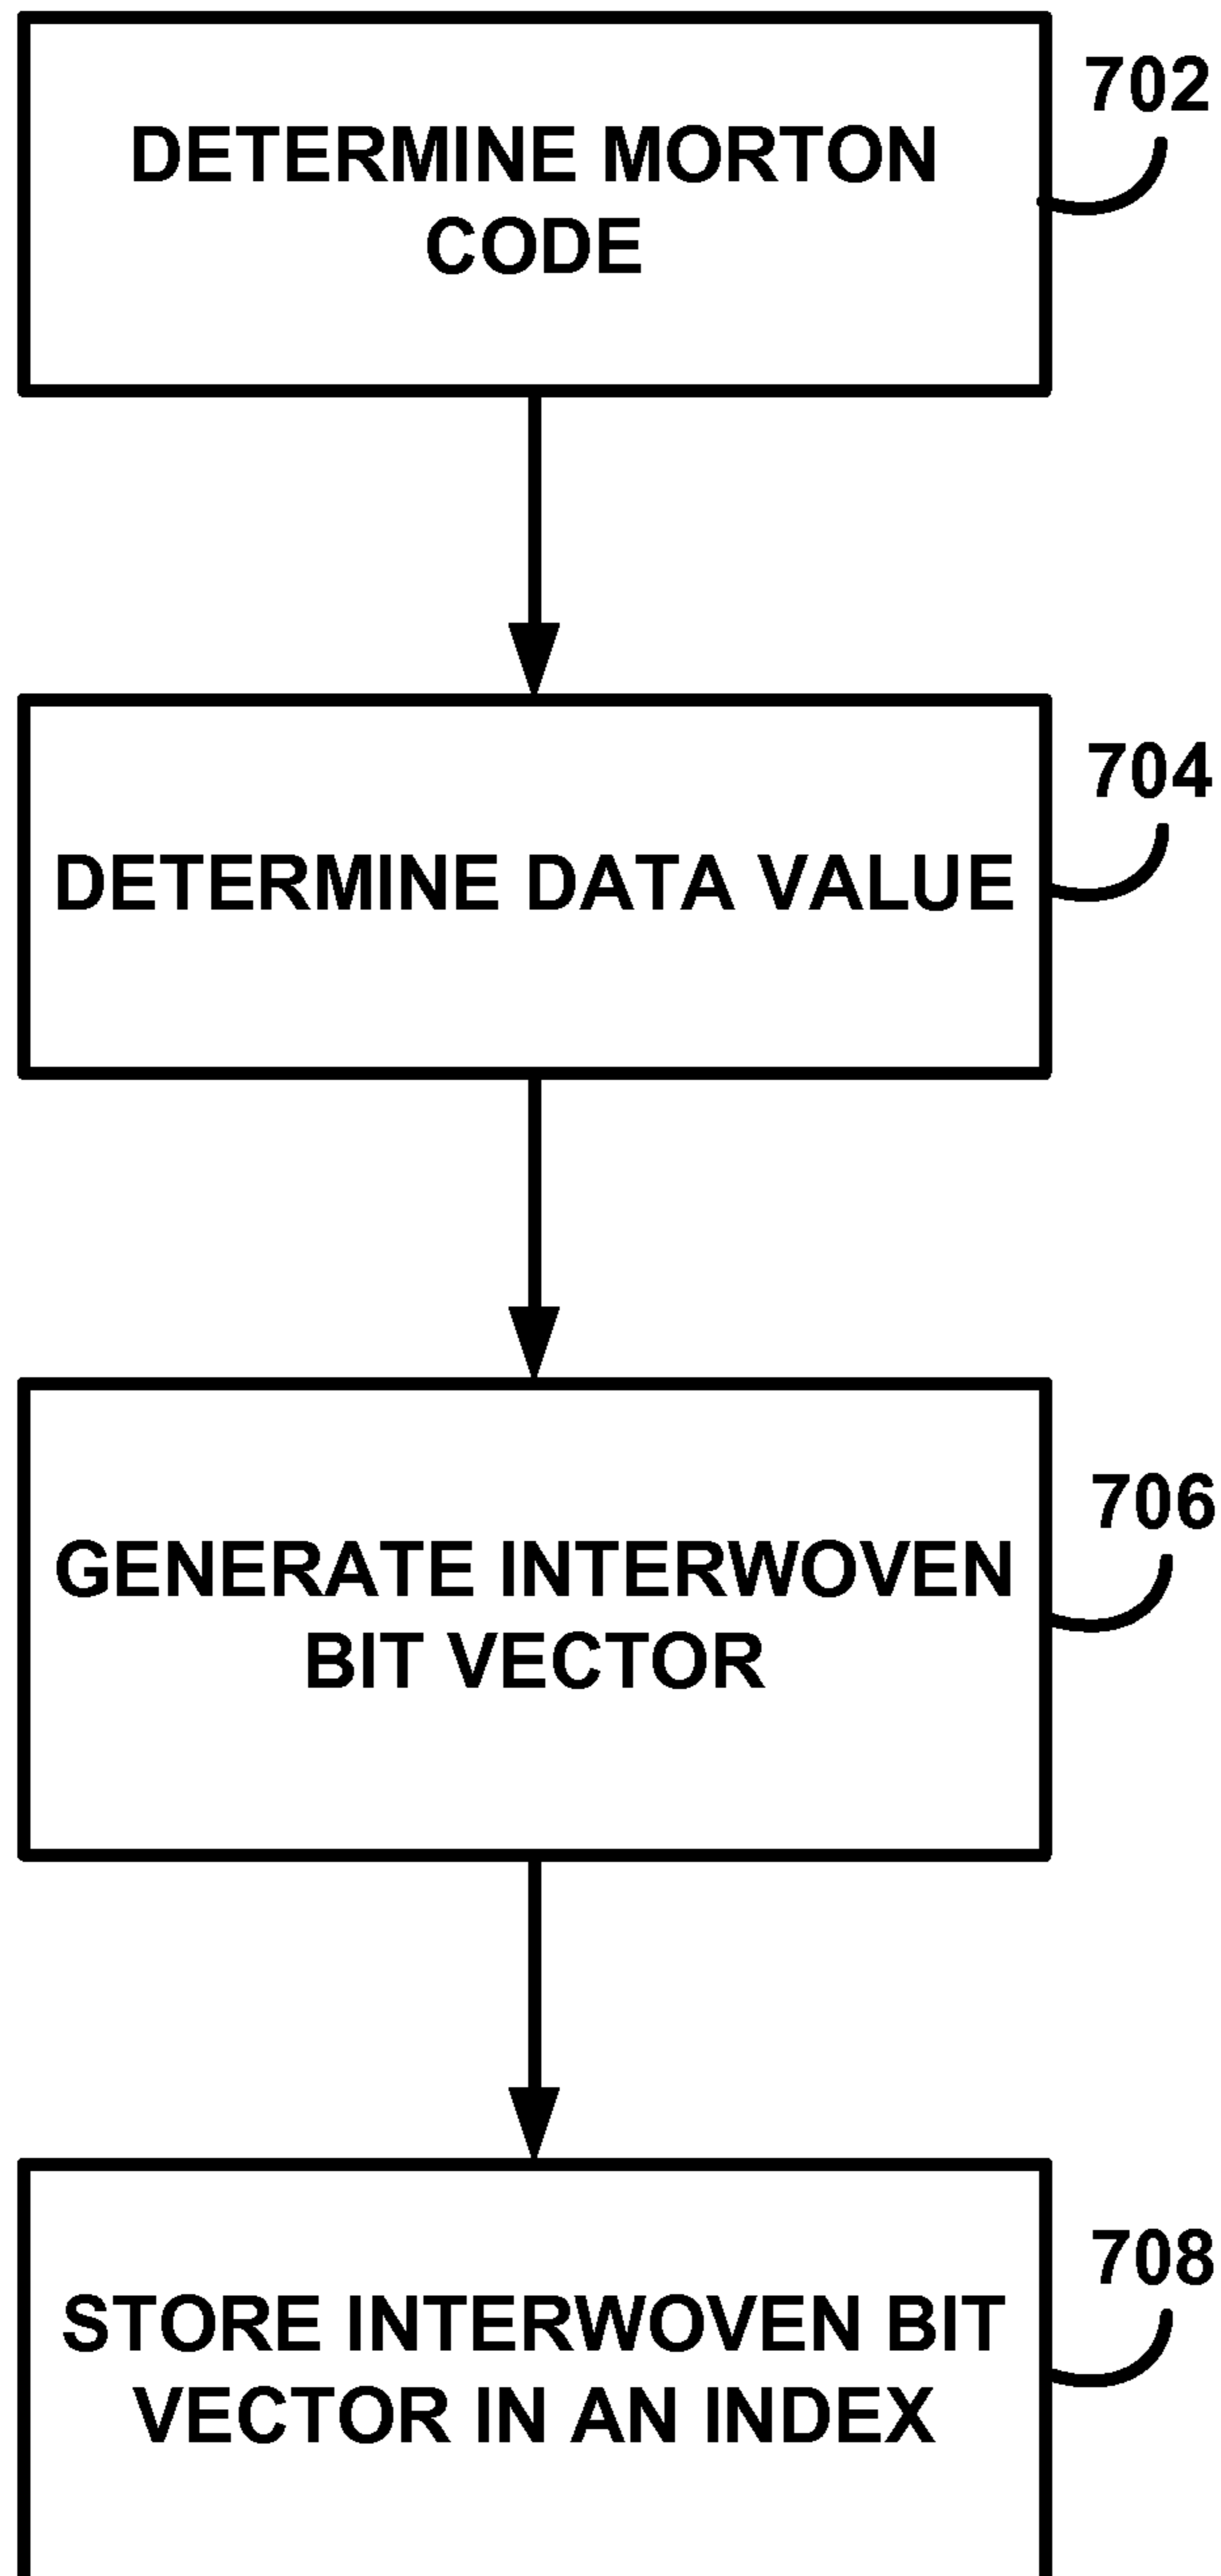 702
DETERMINE MORTON
CODE
704
DETERMINE DATA VALUE
706
GENERATE INTERWOVEN
BIT VECTOR
708
STORE INTERWOVEN BIT
VECTOR IN AN INDEX